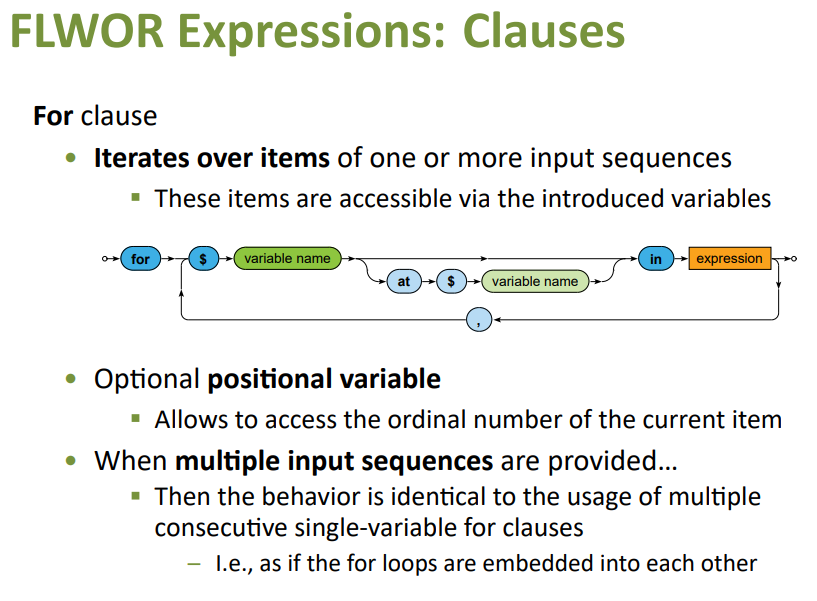 FLWOR Expressions: Clauses
For clause
• Iterates over items of one or more input sequences
▪ These items are accessible via the introduced variables
for $ variable name in expression
at $ variable name
,
• Optional positional variable
▪ Allows to access the ordinal number of the current item
• When multiple input sequences are provided…
▪ Then the behavior is identical to the usage of multiple
consecutive single-variable for clauses
– I.e., as if the for loops are embedded into each other